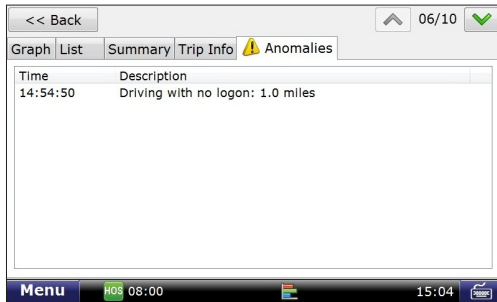 << Back 06/10
Graph List Summary Trip Info Anomalies
Time Description
14:54:50 Driving with no logon: 1.0 miles
Menu HOS 08:00 15:04